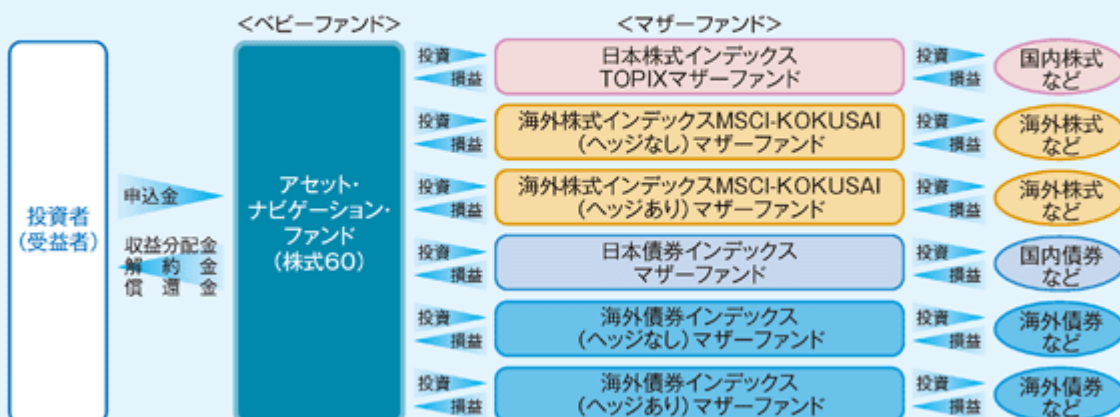 ＜ベビーファンド＞
＜マザーファンド＞
投資者
(受益者)
申込金
収益分配金
解約金
償還金
アセット・
ナビゲーション・
ファンド
(株式60)
投資
損益
日本株式インデックス
TOPIXマザーファンド
投資
損益
国内株式
など
投資
損益
海外株式インデックスMSCI-KOKUSAI
(ヘッジなし)マザーファンド
投資
損益
海外株式
など
投資
損益
海外株式インデックスMSCI-KOKUSAI
(ヘッジあり)マザーファンド
投資
損益
海外株式
など
投資
損益
日本債券インデックス
マザーファンド
投資
損益
国内債券
など
投資
損益
海外債券インデックス
(ヘッジなし)マザーファンド
投資
損益
海外債券
など
投資
損益
海外債券インデックス
(ヘッジあり)マザーファンド
投資
損益
海外債券
など